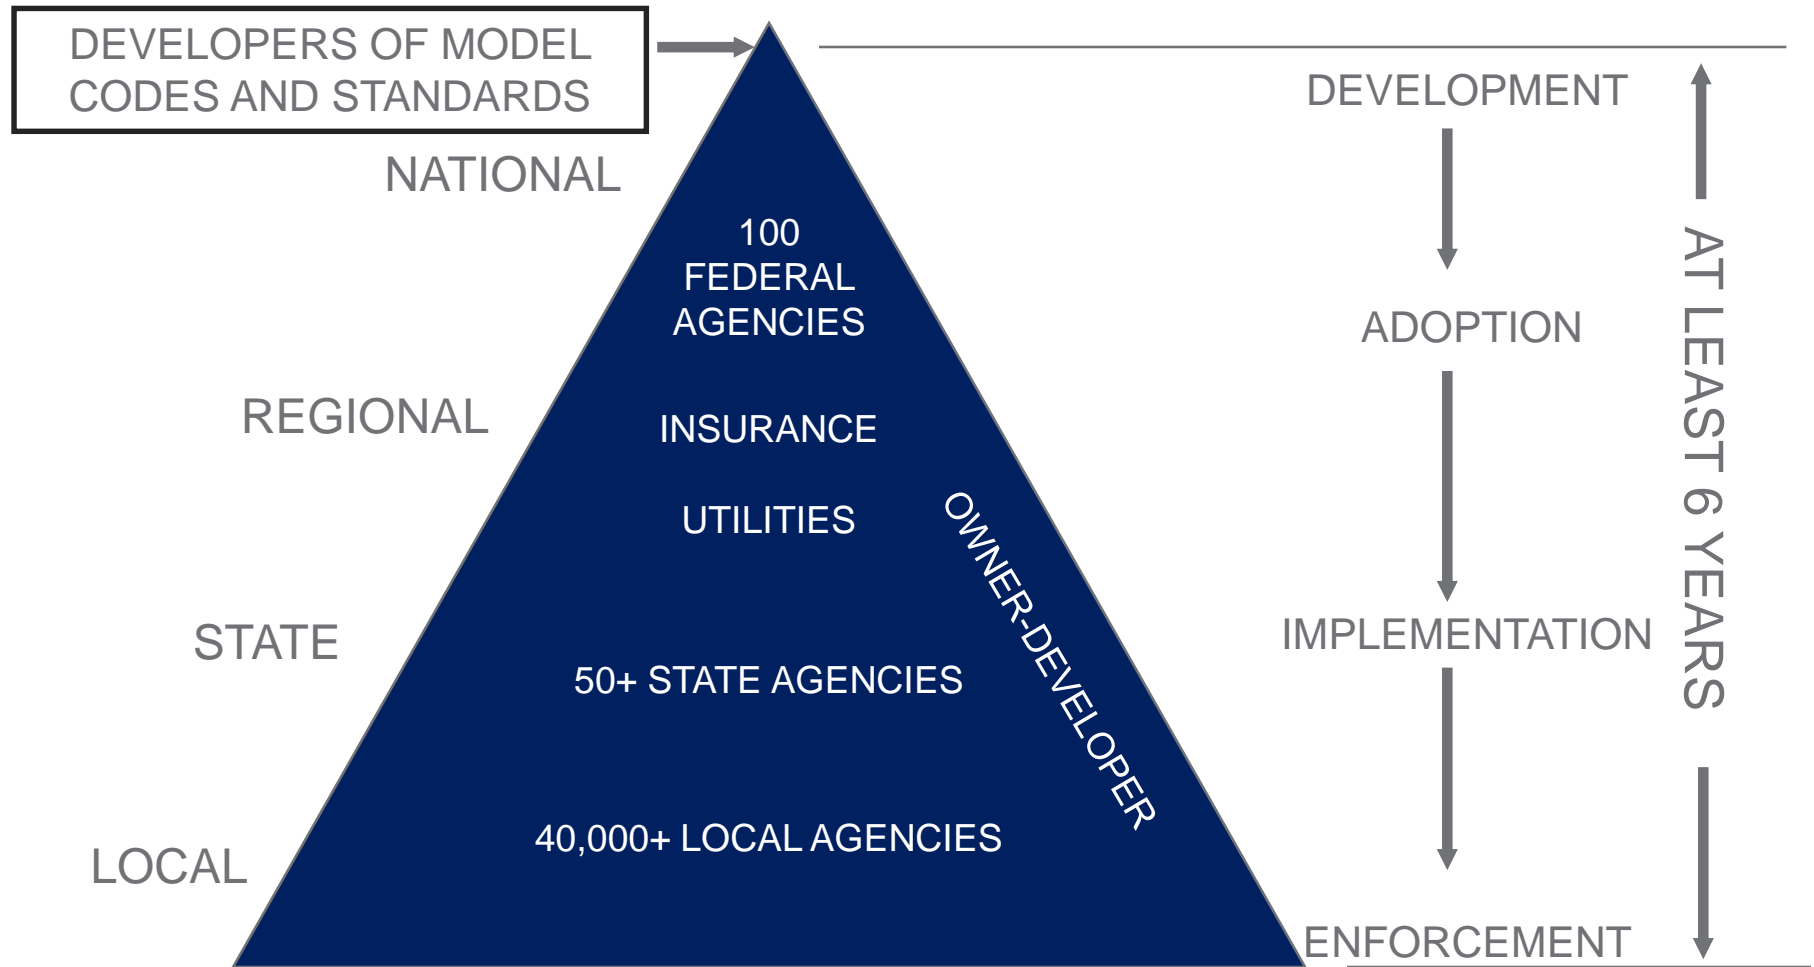 DEVELOPERS OF MODEL
CODES AND STANDARDS
NATIONAL
REGIONAL
STATE
LOCAL
100
FEDERAL
AGENCIES
INSURANCE
UTILITIES
50+ STATE AGENCIES
40,000+ LOCAL AGENCIES
OWNER-DEVELOPER
DEVELOPMENT
ADOPTION
IMPLEMENTATION
ENFORCEMENT
AT LEAST 6 YEARS